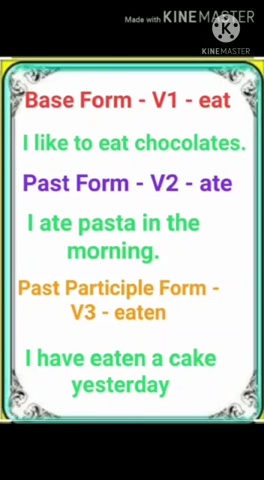 Made with KINEMASTER
KINEMASTER
Base Form - V1 - eat
I like to eat chocolates.
Past Form - V2 - ate
I ate pasta in the
morning.
Past Participle Form -
V3 - eaten
I have eaten a cake
yesterday